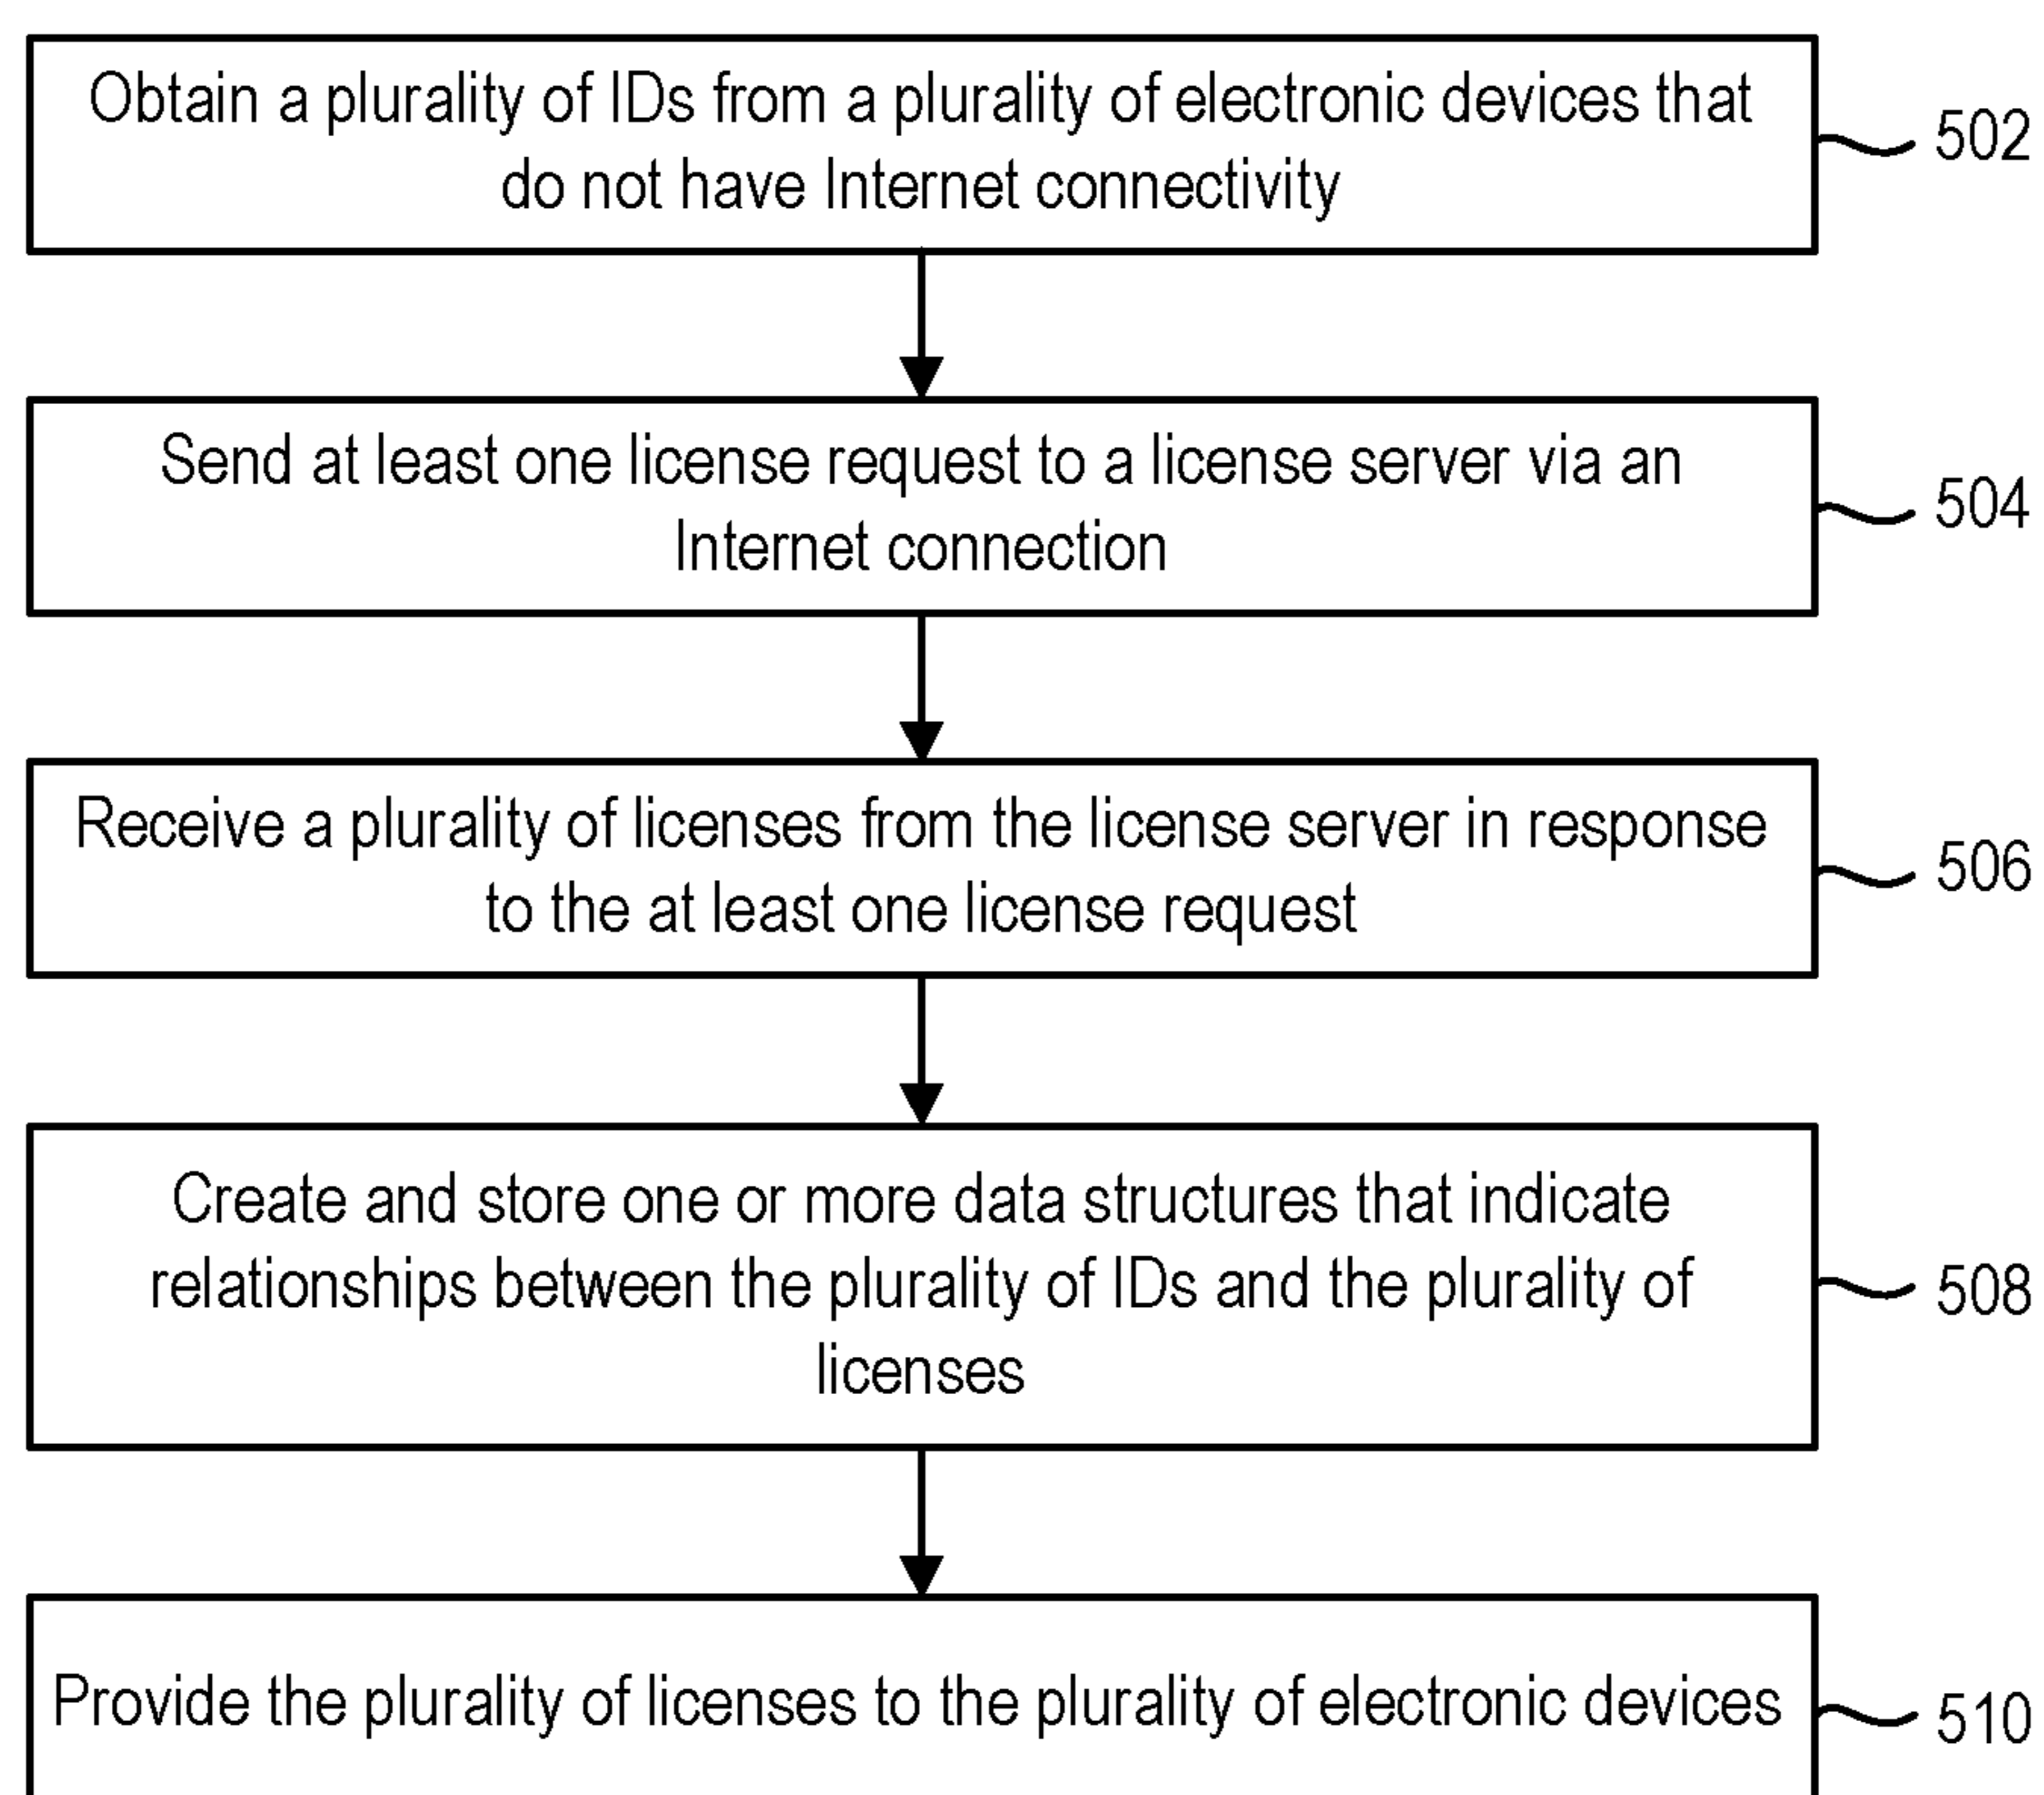 Obtain a plurality of IDs from a plurality of electronic devices that
do not have Internet connectivity
502
Send at least one license request to a license server via an
Internet connection
504
Receive a plurality of licenses from the license server in response
to the at least one license request
506
Create and store one or more data structures that indicate
relationships between the plurality of IDs and the plurality of
licenses
508
Provide the plurality of licenses to the plurality of electronic devices
510